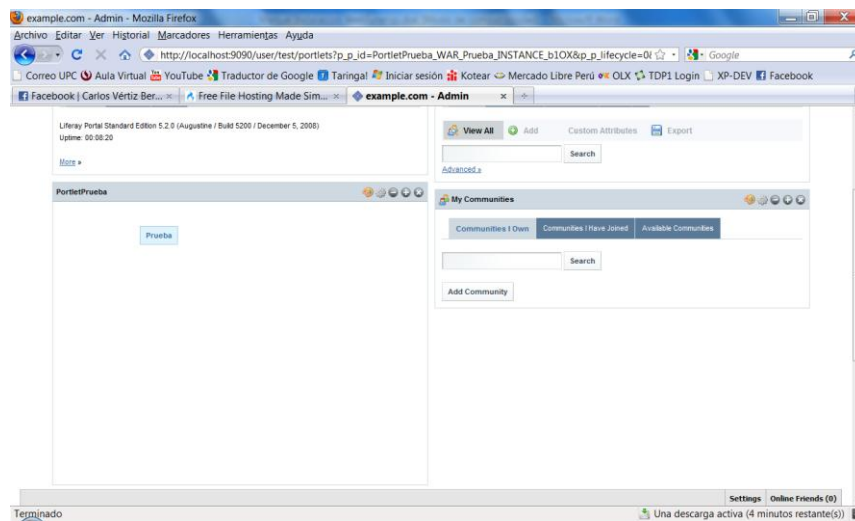 example.com - Admin - Mozilla Firefox
Archivo Editar Ver Historial Marcadores Herramientas Ayuda
http://localhost:9090/user/test/portlets?p_p_id=PortletPrueba_WAR_Prueba_INSTANCE_b1OX&p_p_lifecycle=0& Google
Correo UPC Aula Virtual YouTube Traductor de Google Taringa! Iniciar sesión Kotear Mercado Libre Perú OLX TDP1 Login XP-DEV Facebook
Facebook | Carlos Vértiz Ber... Free File Hosting Made Sim... example.com - Admin
Liferay Portal Standard Edition 5.2.0 (Augustine / Build 5200 / December 5, 2008)
Uptime: 00:08:20
More »
View All Add Custom Attributes Export
Search
Advanced »
PortletPrueba
Prueba
My Communities
Communities I Own Communities I Have Joined Available Communities
Search
Add Community
Settings Online Friends (0)
Terminado Una descarga activa (4 minutos restante(s))